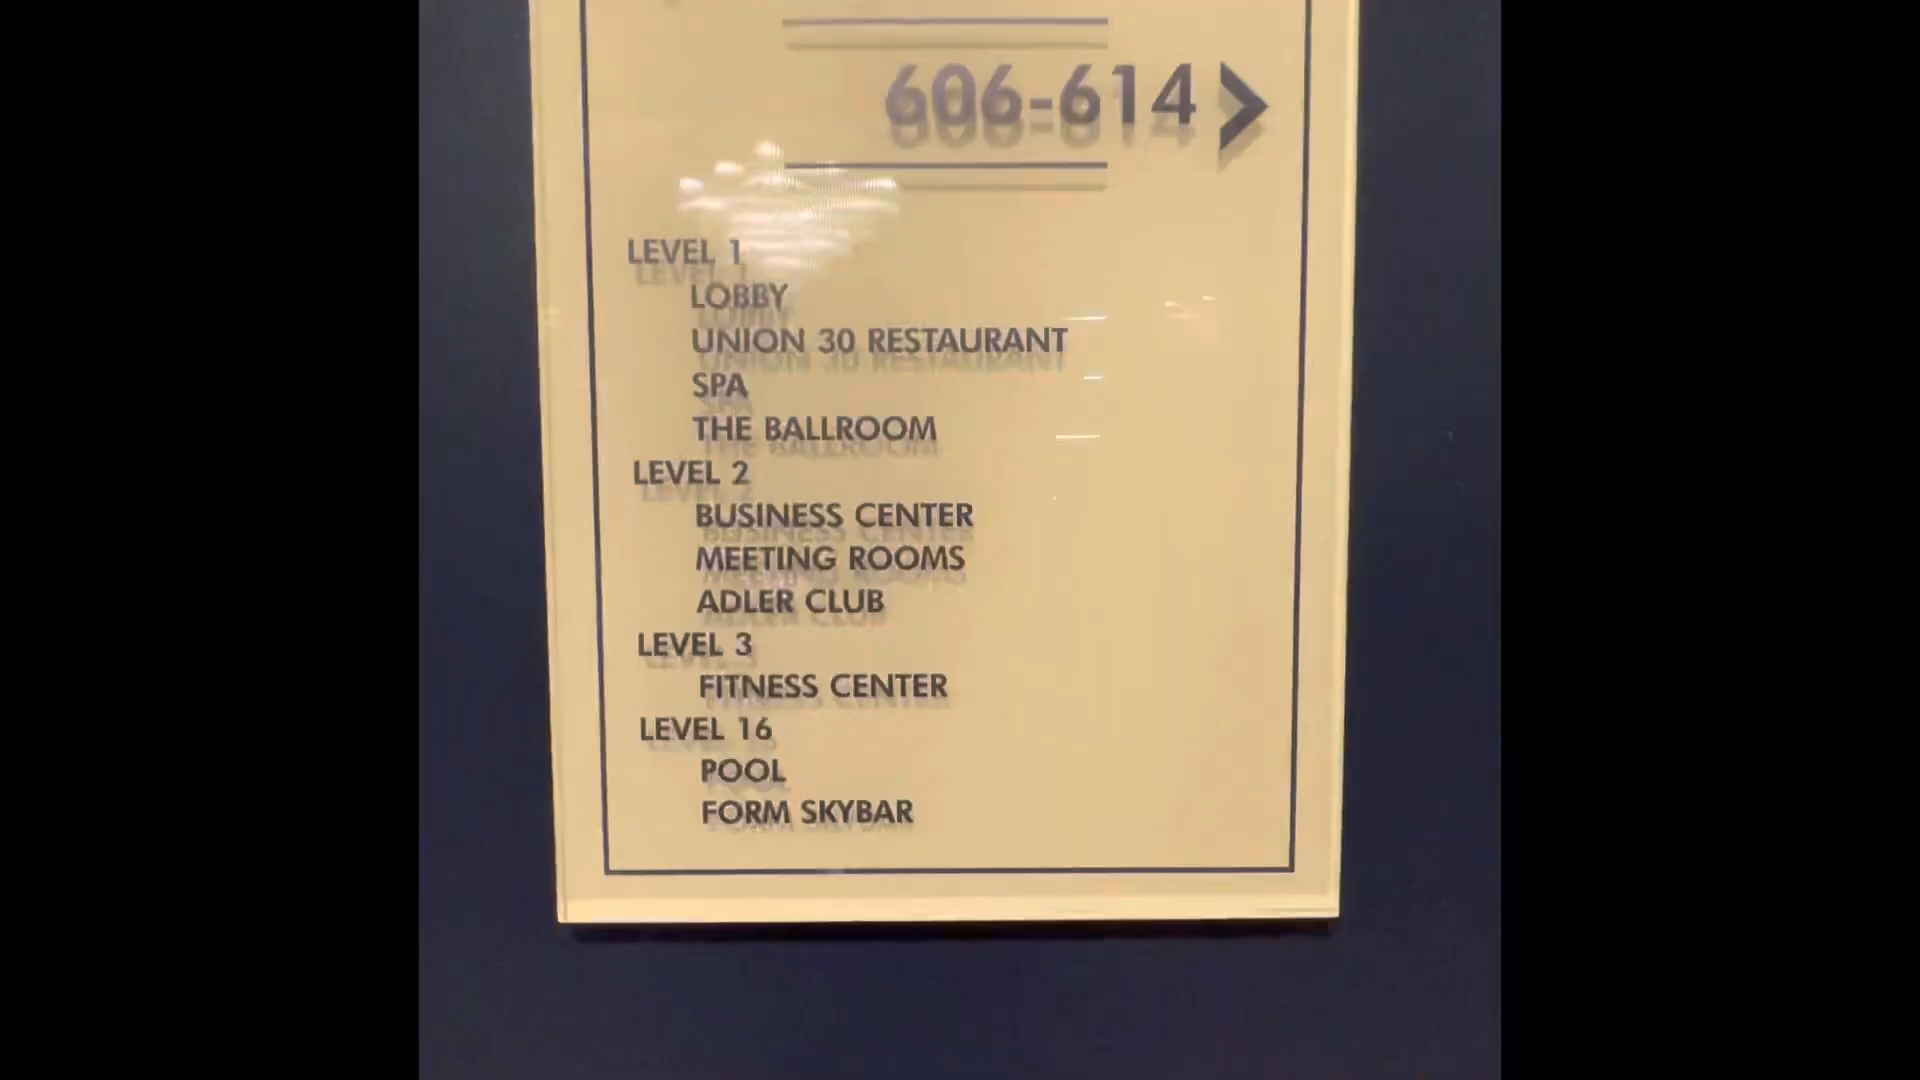 606-614 >
LEVEL 1
LOBBY
UNION 30 RESTAURANT
SPA
THE BALLROOM
LEVEL 2
BUSINESS CENTER
MEETING ROOMS
ADLER CLUB
LEVEL 3
FITNESS CENTER
LEVEL 16
POOL
FORM SKYBAR